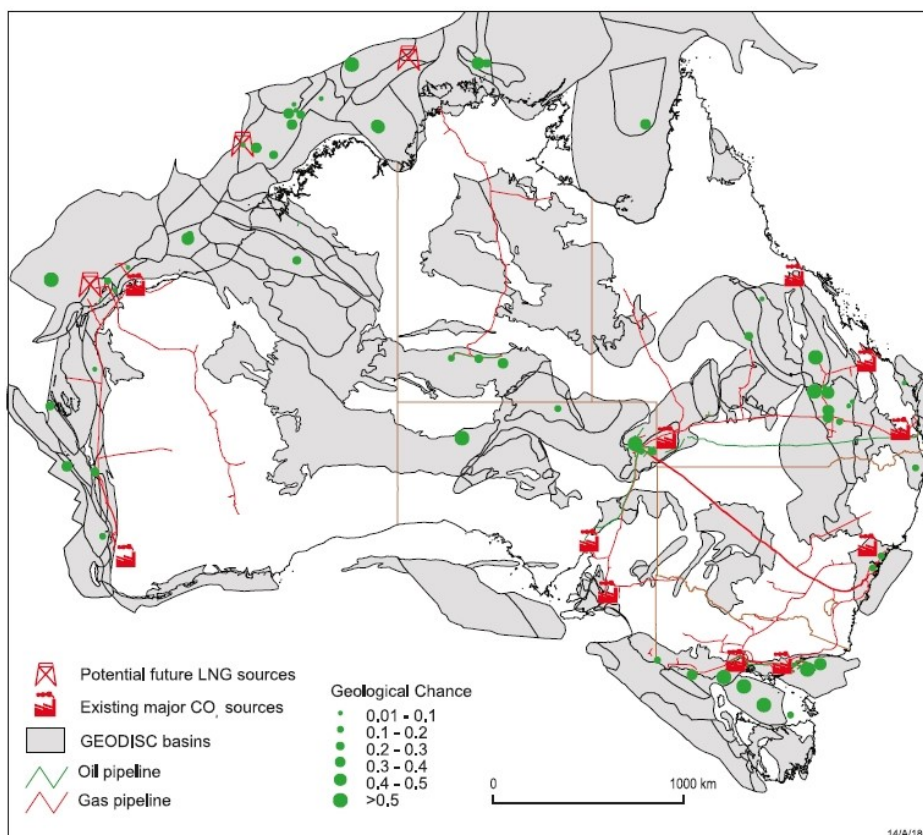 Potential future LNG sources
Existing major CO₂ sources
GEODISC basins
Oil pipeline
Gas pipeline
Geological Chance
0.01 - 0.1
0.1 - 0.2
0.2 - 0.3
0.3 - 0.4
0.4 - 0.5
>0.5
0 1000 km
14/A/18